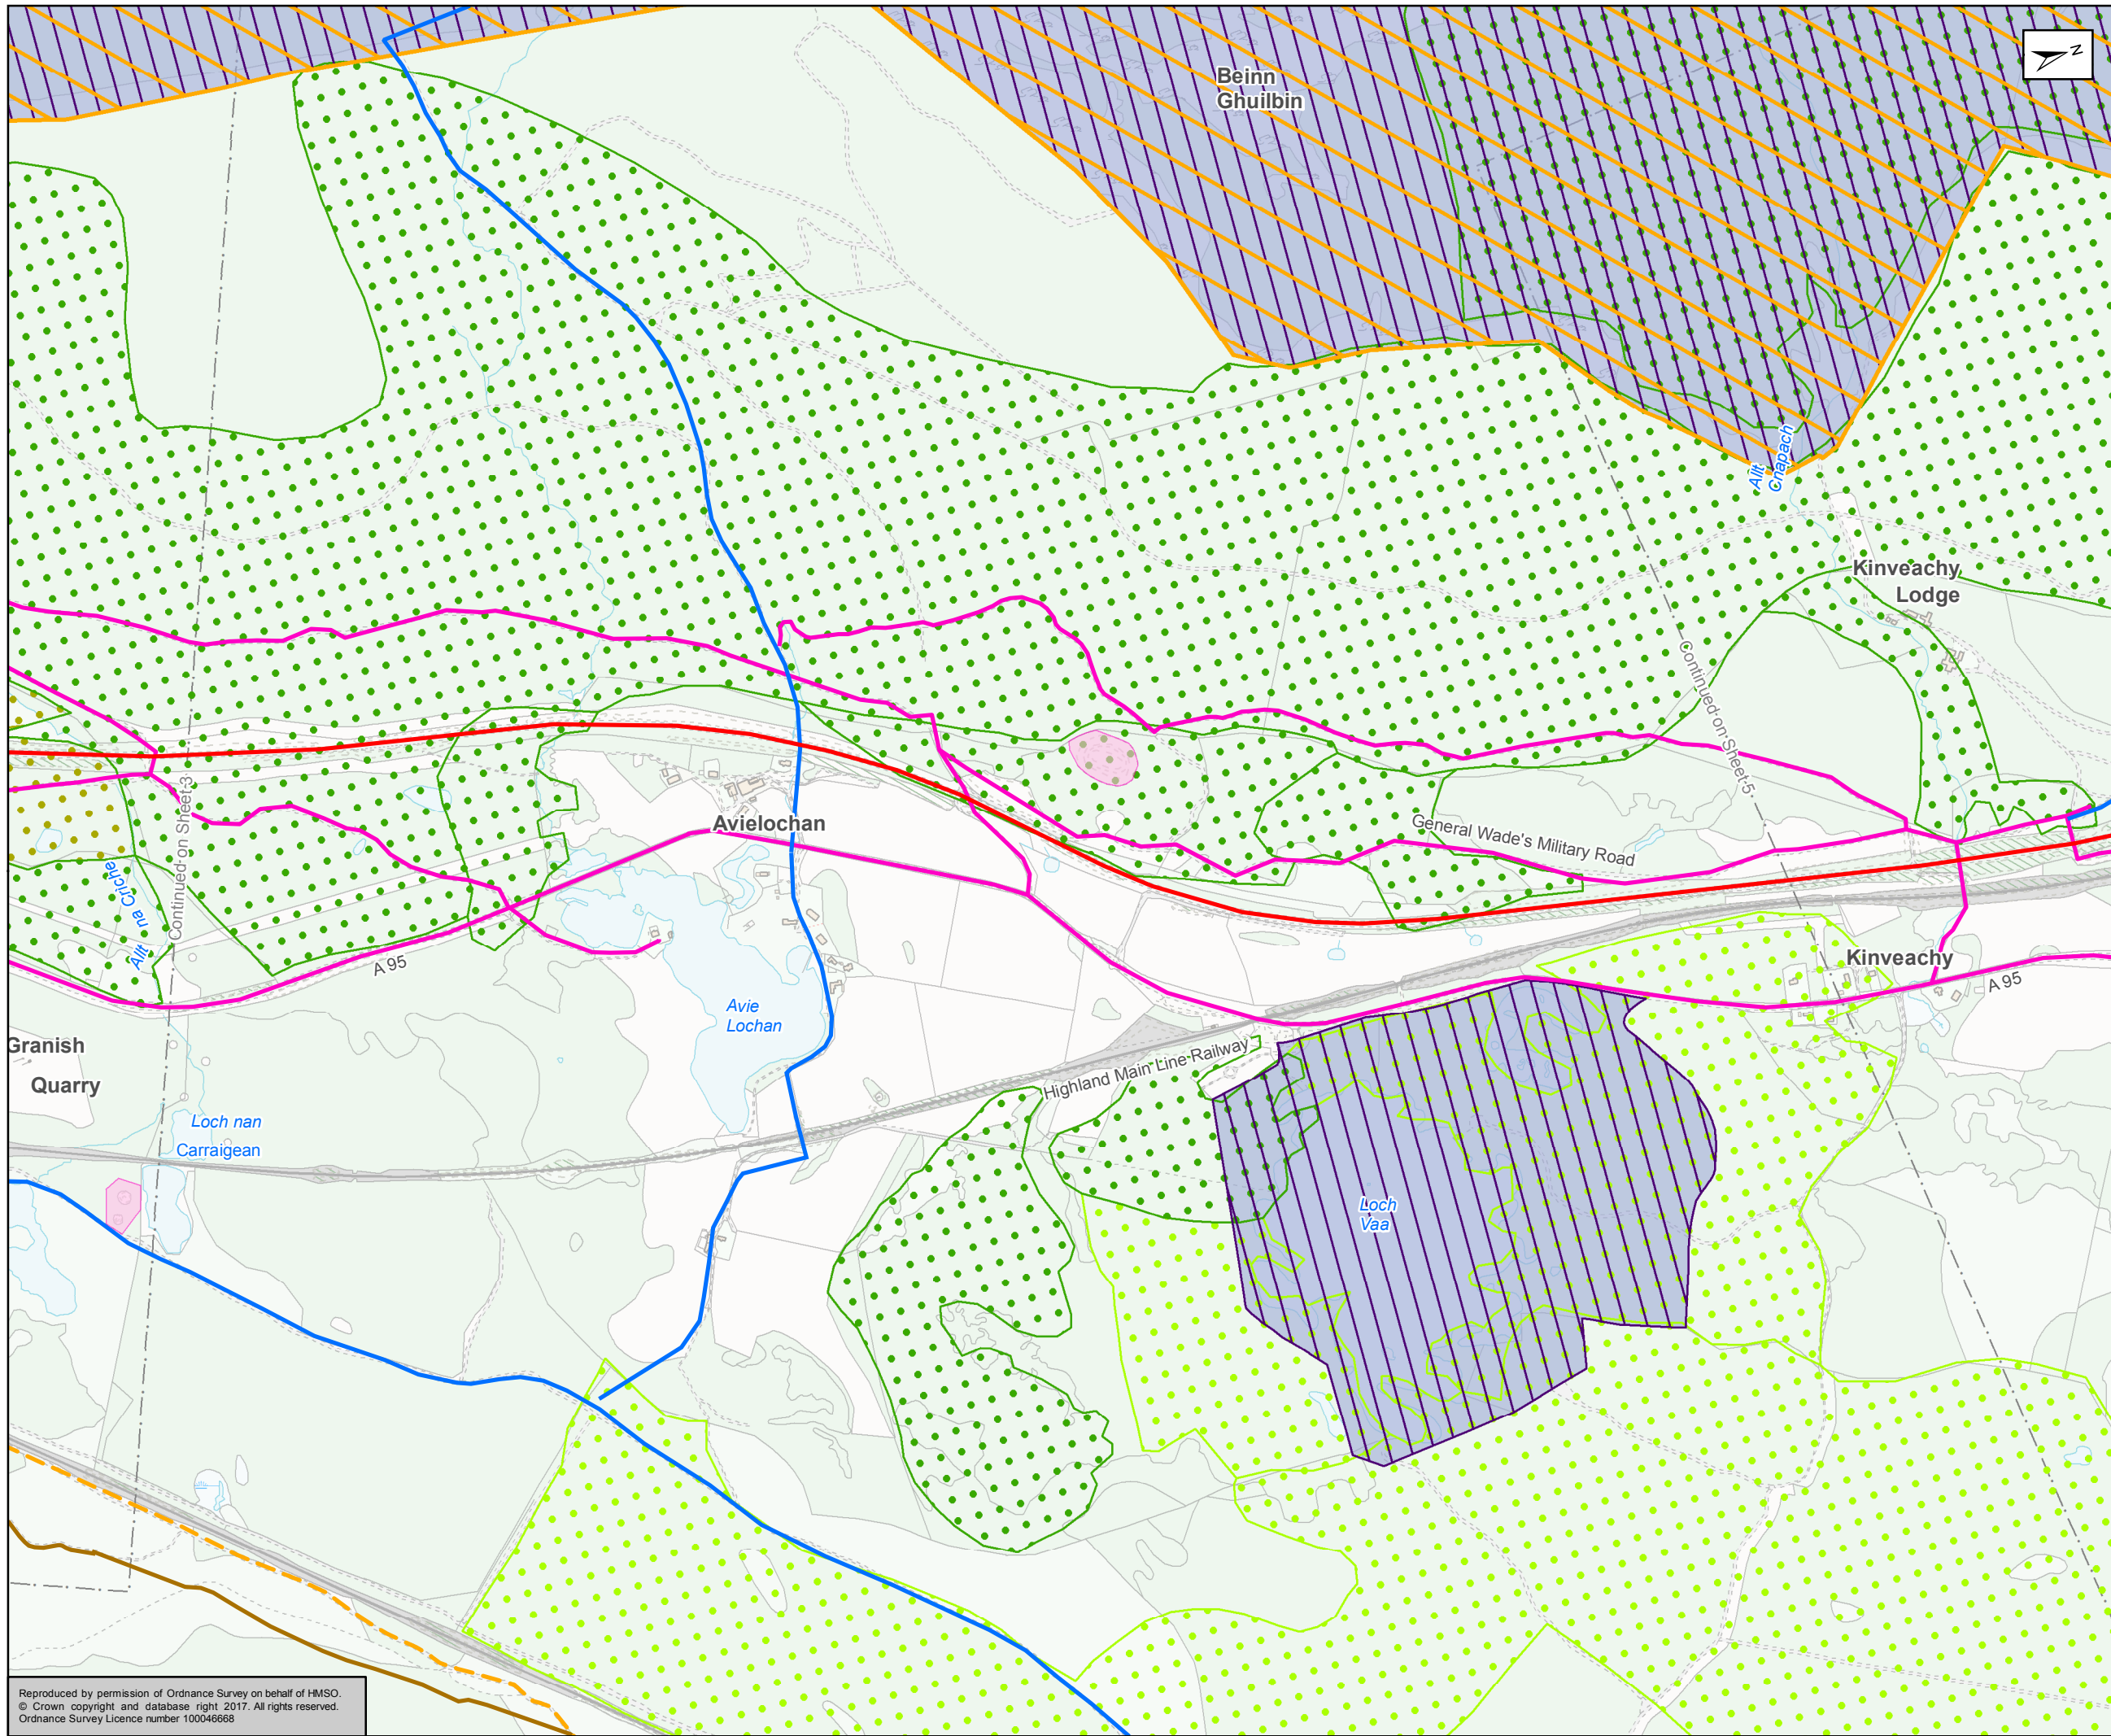 Z
Beinn
Ghuilbin
Allt
Chapach
Kinveachy
Lodge
Continued on Sheet 5
Continued on Sheet 3
Avielochan
General Wade's Military Road
Allt na Criche
A 95
Kinveachy
A 95
Avie
Lochan
Granish
Quarry
Highland Main Line Railway
Loch nan
Carraigean
Loch
Vaa
Reproduced by permission of Ordnance Survey on behalf of HMSO.
© Crown copyright and database right 2017. All rights reserved.
Ordnance Survey Licence number 100046668